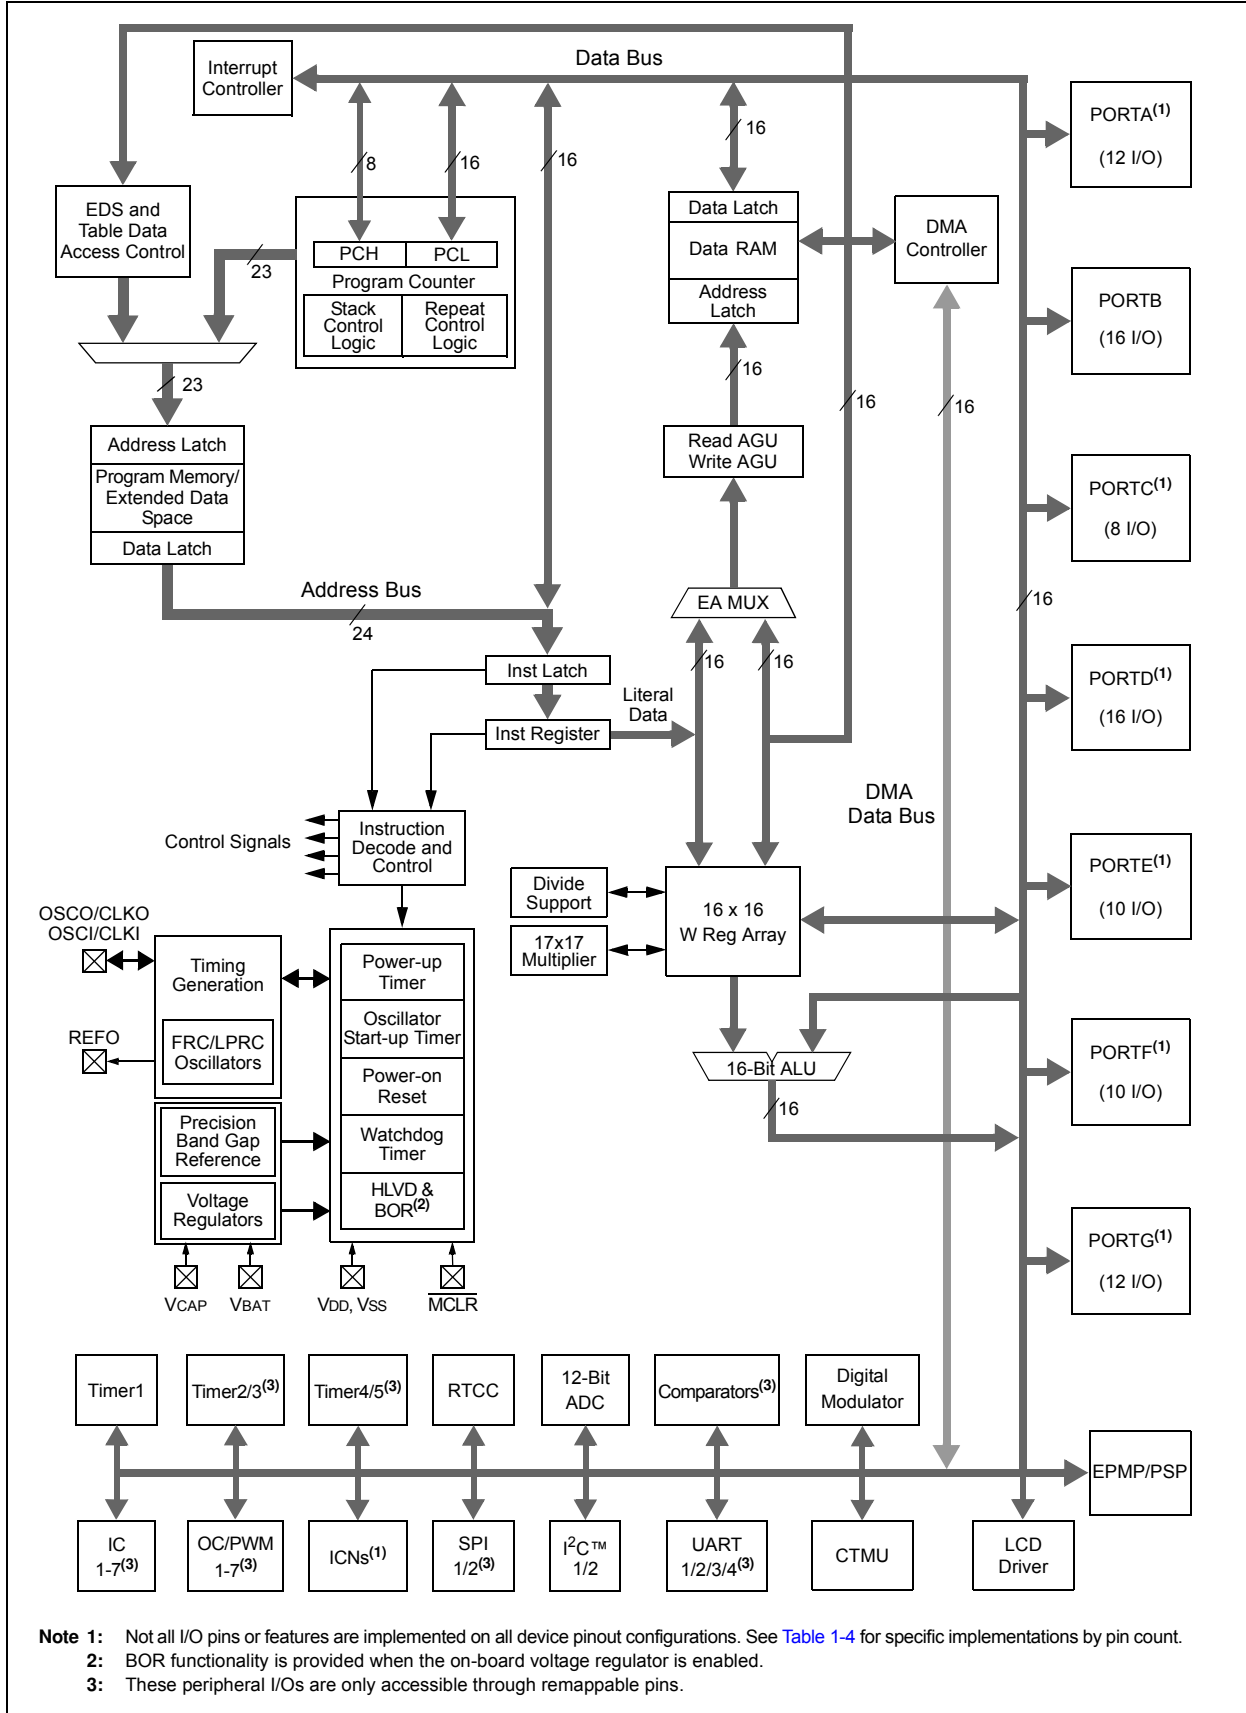 Data Bus
Interrupt
Controller
PORTA(1)
(12 I/O)
16
8
16
16
EDS and
Table Data
Access Control
Data Latch
Data RAM
Address
Latch
DMA
Controller
PCH
PCL
Program Counter
23
Stack
Control
Logic
Repeat
Control
Logic
PORTB
(16 I/O)
23
16
16
16
Address Latch
Program Memory/
Extended Data
Space
Data Latch
Read AGU
Write AGU
PORTC(1)
(8 I/O)
Address Bus
24
EA MUX
16
16
16
Inst Latch
Literal
Data
Inst Register
PORTD(1)
(16 I/O)
DMA
Data Bus
Control Signals
Instruction
Decode and
Control
Divide
Support
17x17
Multiplier
16 x 16
W Reg Array
PORTE(1)
(10 I/O)
OSCO/CLKO
OSCI/CLKI
Timing
Generation
REFO
FRC/LPRC
Oscillators
Precision
Band Gap
Reference
Voltage
Regulators
Power-up
Timer
Oscillator
Start-up Timer
Power-on
Reset
Watchdog
Timer
HLVD &
BOR(2)
16-Bit ALU
16
PORTF(1)
(10 I/O)
PORTG(1)
(12 I/O)
VCAP
VBAT
VDD, VSS
MCLR
Timer1
Timer2/3(3)
Timer4/5(3)
RTCC
12-Bit
ADC
Comparators(3)
Digital
Modulator
EPMP/PSP
IC
1-7(3)
OC/PWM
1-7(3)
ICNs(1)
SPI
1/2(3)
I2C™
1/2
UART
1/2/3/4(3)
CTMU
LCD
Driver
Note 1: Not all I/O pins or features are implemented on all device pinout configurations. See Table 1-4 for specific implementations by pin count.
2: BOR functionality is provided when the on-board voltage regulator is enabled.
3: These peripheral I/Os are only accessible through remappable pins.